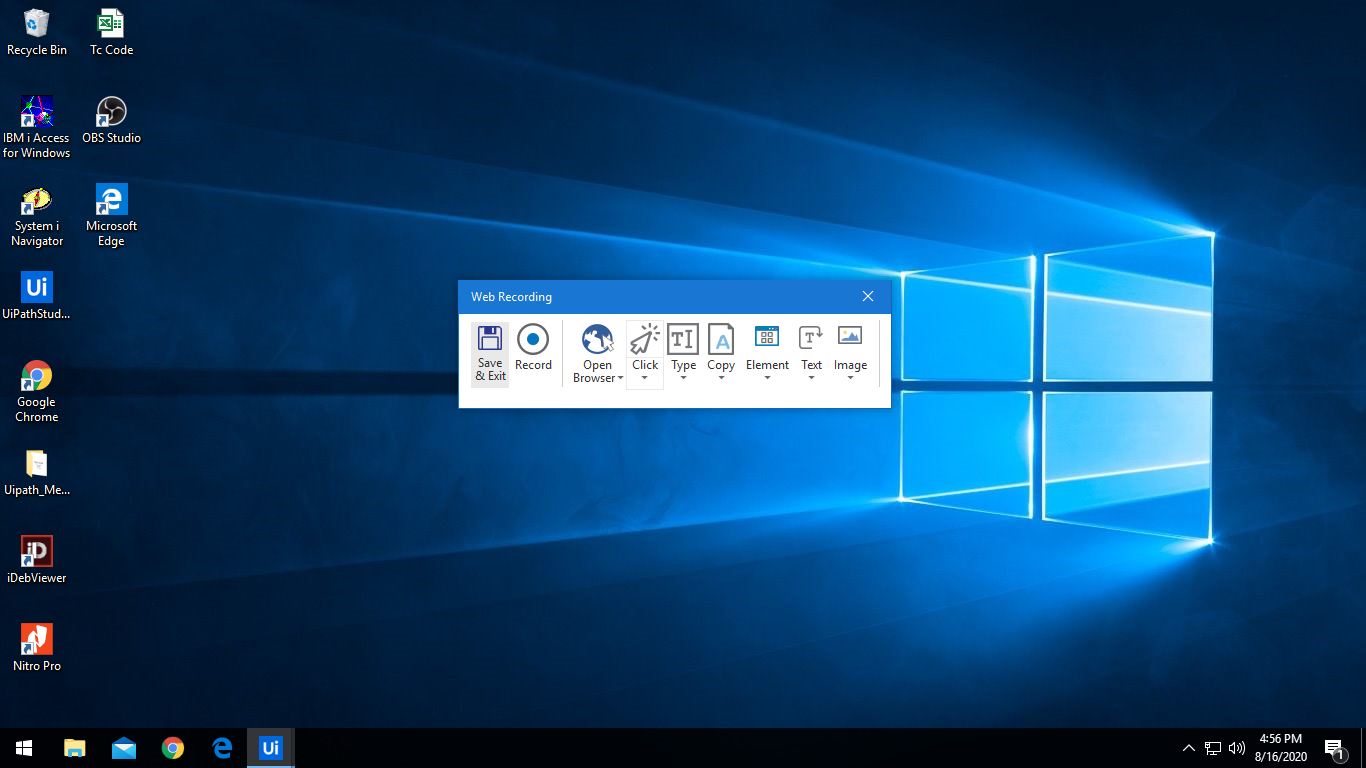 Recycle Bin
Tc Code
IBM i Access
for Windows
OBS Studio
System i
Navigator
Microsoft
Edge
Ui
UiPathStud...
Google
Chrome
Uipath_Me...
iD
iDebViewer
Nitro Pro
Web Recording
Save
& Exit
Record
Open
Browser
Click
TI
Type
A
Copy
Element
T
Text
Image
Ui
4:56 PM
8/16/2020
1